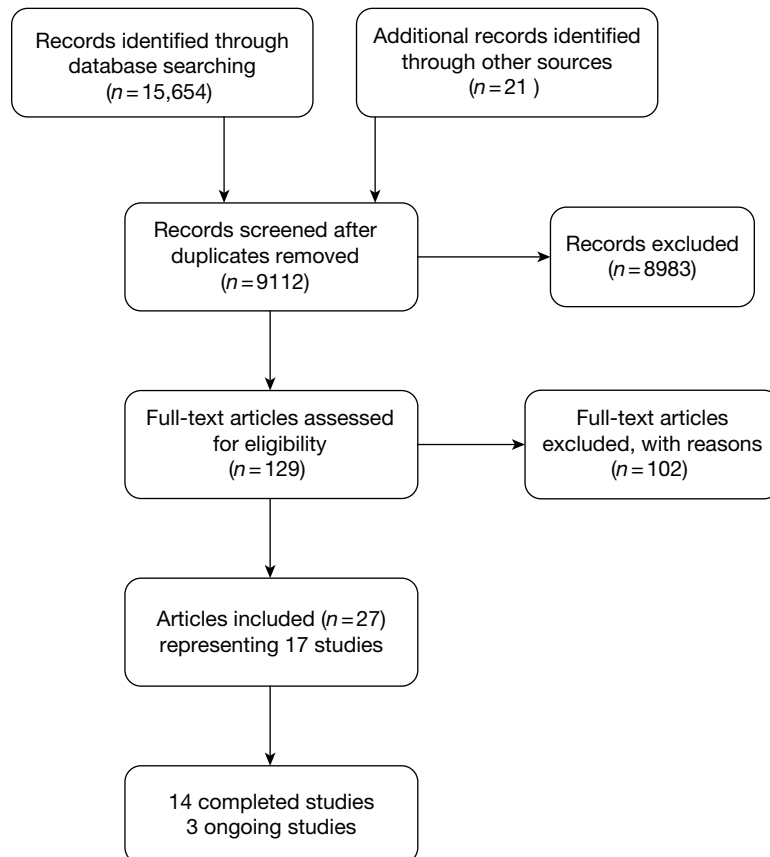 Records identified through
database searching
(n = 15,654)
Additional records identified
through other sources
(n = 21 )
Records screened after
duplicates removed
(n = 9112)
Records excluded
(n = 8983)
Full-text articles assessed
for eligibility
(n = 129)
Full-text articles
excluded, with reasons
(n = 102)
Articles included (n = 27)
representing 17 studies
14 completed studies
3 ongoing studies